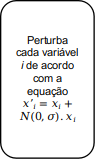 Perturba
cada variável
i de acordo
com a
equação
x'ᵢ = xᵢ +
N(0, σ). xᵢ